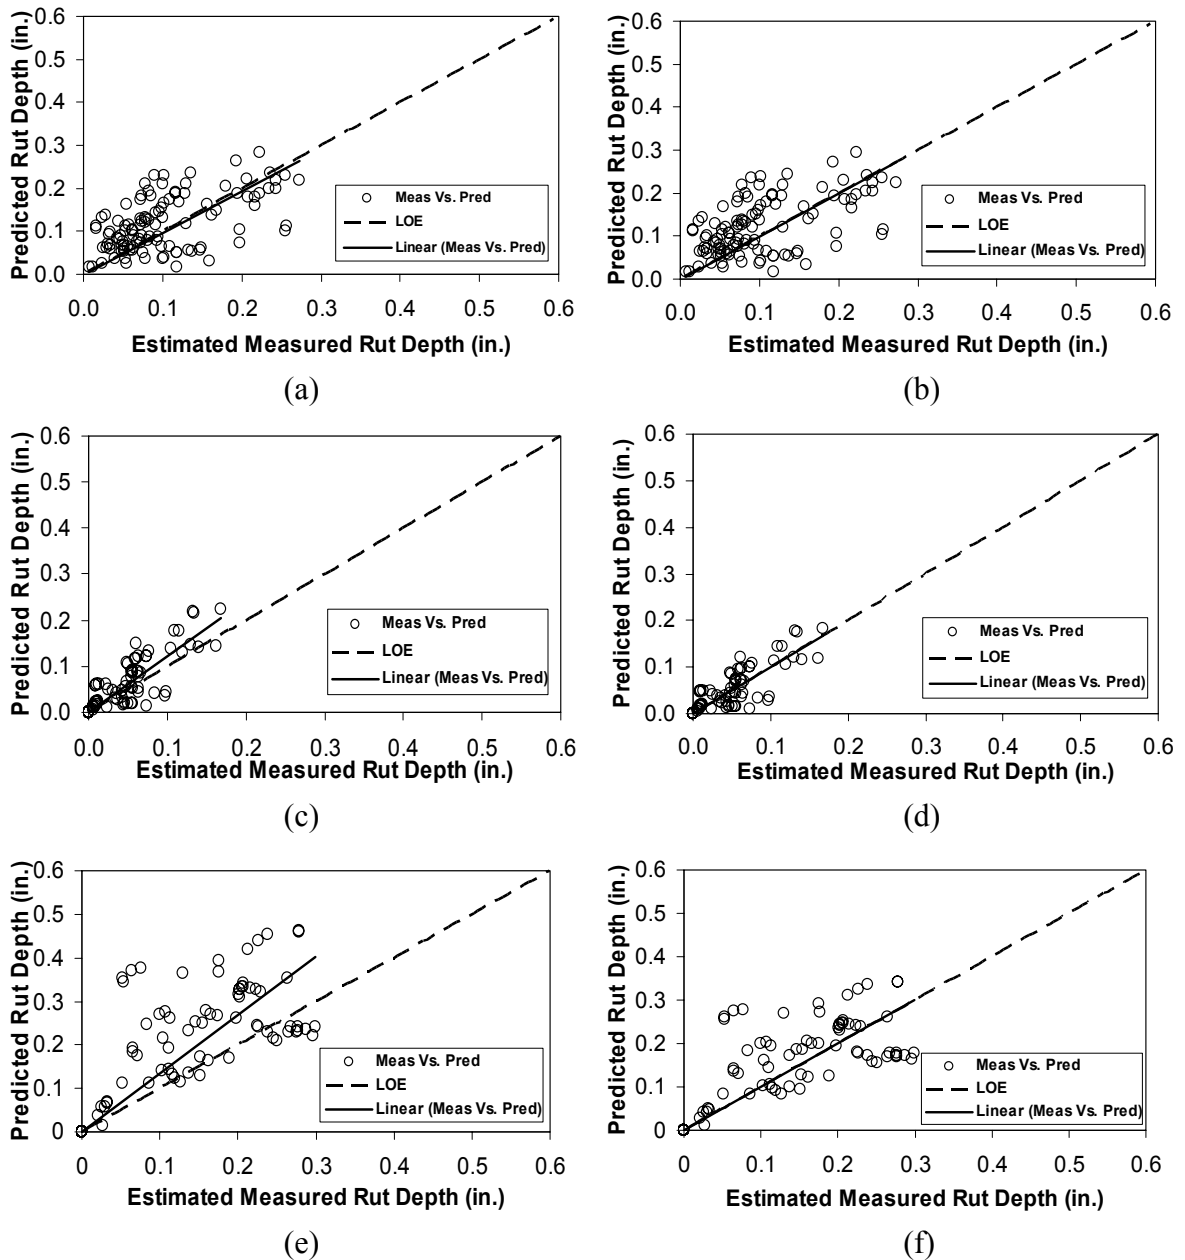 Predicted Rut Depth (in.)
0.6
0.5
0.4
0.3
0.2
0.1
0.0
Meas Vs. Pred
LOE
Linear (Meas Vs. Pred)
0.0 0.1 0.2 0.3 0.4 0.5 0.6
Estimated Measured Rut Depth (in.)
(a)
Predicted Rut Depth (in.)
0.6
0.5
0.4
0.3
0.2
0.1
0.0
Meas Vs. Pred
LOE
Linear (Meas Vs. Pred)
0.0 0.1 0.2 0.3 0.4 0.5 0.6
Estimated Measured Rut Depth (in.)
(b)
Predicted Rut Depth (in.)
0.6
0.5
0.4
0.3
0.2
0.1
0.0
Meas Vs. Pred
LOE
Linear (Meas Vs. Pred)
0.0 0.1 0.2 0.3 0.4 0.5 0.6
Estimated Measured Rut Depth (in.)
(c)
Predicted Rut Depth (in.)
0.6
0.5
0.4
0.3
0.2
0.1
0.0
Meas Vs. Pred
LOE
Linear (Meas Vs. Pred)
0.0 0.1 0.2 0.3 0.4 0.5 0.6
Estimated Measured Rut Depth (in.)
(d)
Predicted Rut Depth (in.)
0.6
0.5
0.4
0.3
0.2
0.1
0
Meas Vs. Pred
LOE
Linear (Meas Vs. Pred)
0 0.1 0.2 0.3 0.4 0.5 0.6
Estimated Measured Rut Depth (in.)
(e)
Predicted Rut Depth (in.)
0.6
0.5
0.4
0.3
0.2
0.1
0
Meas Vs. Pred
LOE
Linear (Meas Vs. Pred)
0 0.1 0.2 0.3 0.4 0.5 0.6
Estimated Measured Rut Depth (in.)
(f)